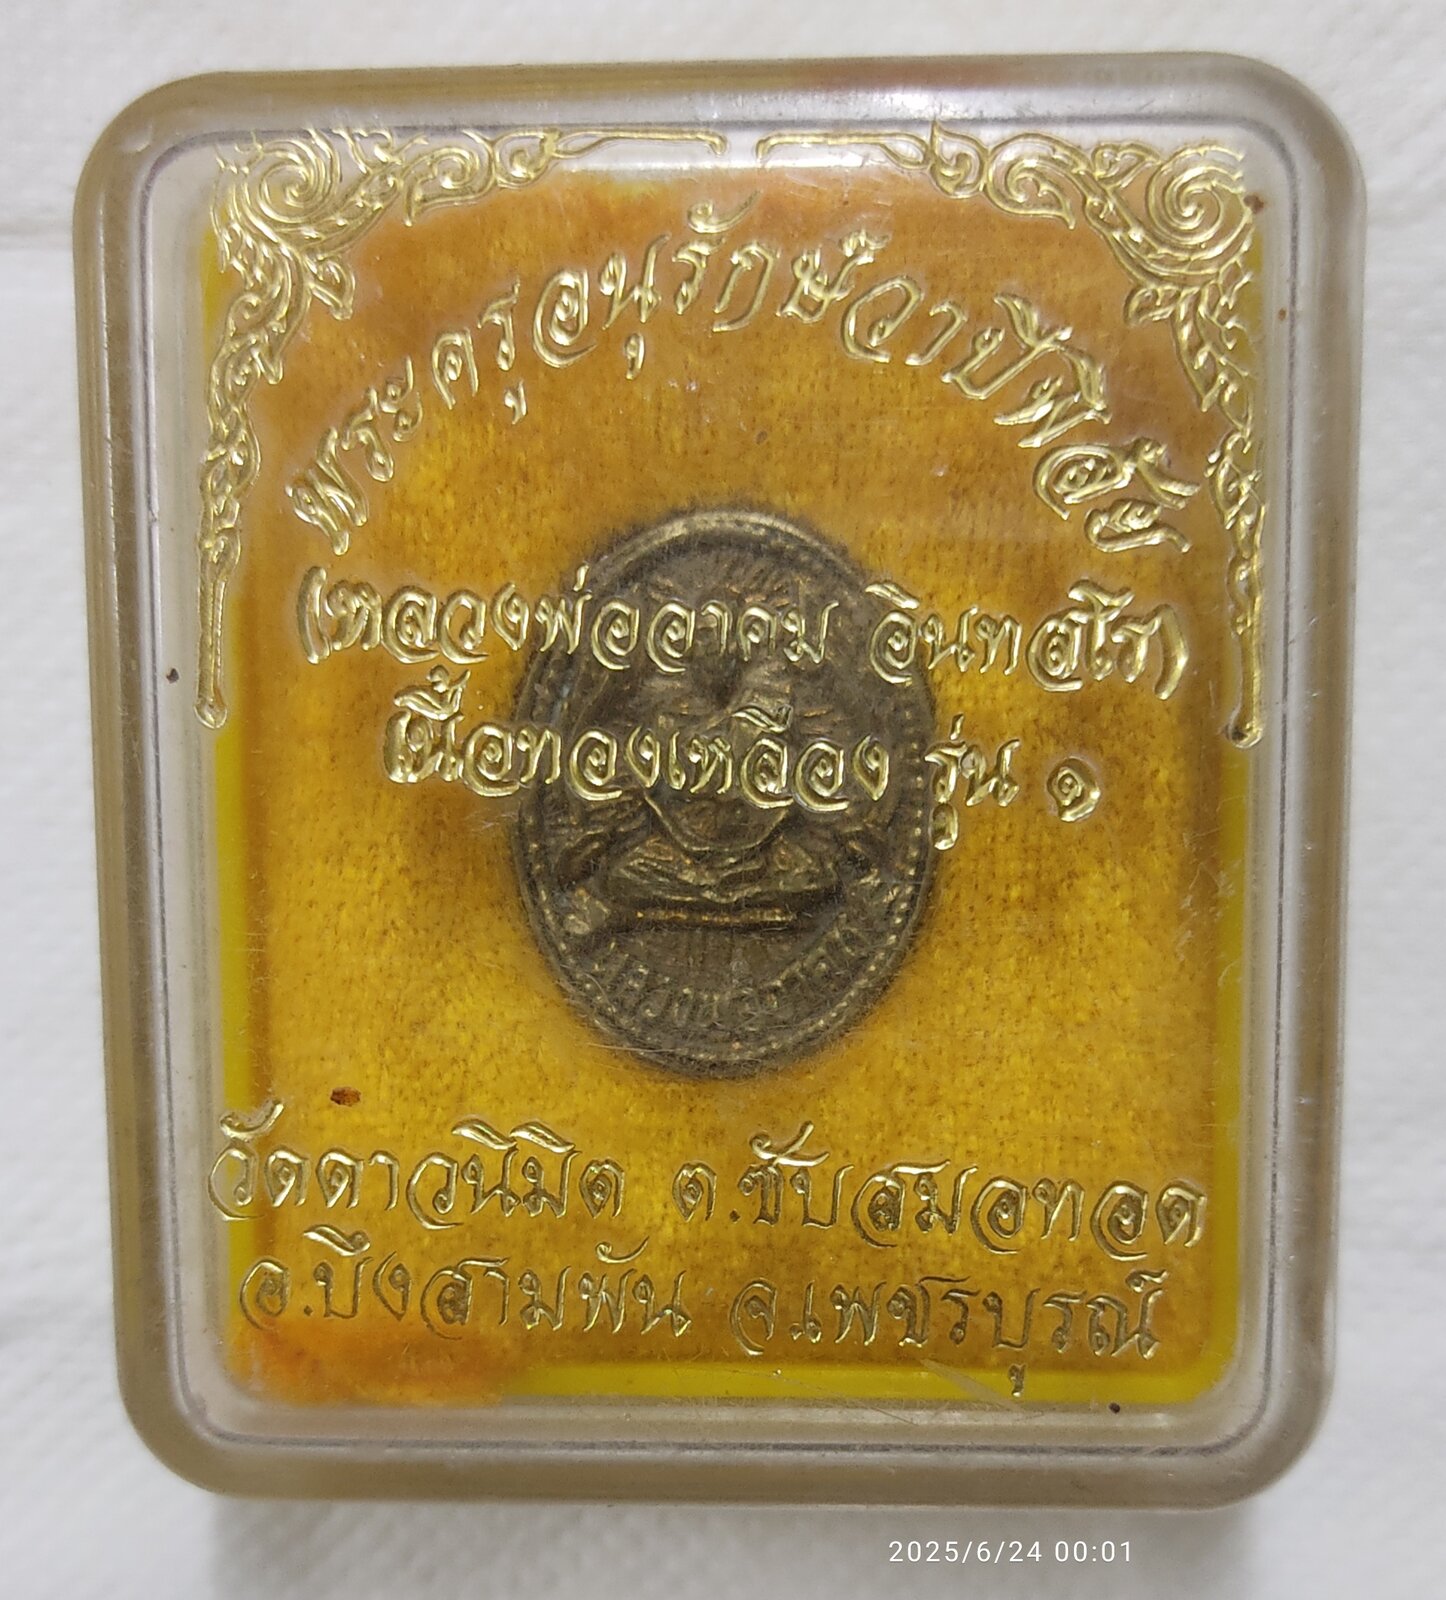 พระครูอนุรักษ์วาปีพิสัย
(หลวงพ่ออาคม อินทสโร)
เนื้อทองเหลือง รุ่น ๑
วัดดาวนิมิต ต.ซับสมอทอด
อ.บึงสามพัน จ.เพชรบูรณ์
2025/6/24 00:01